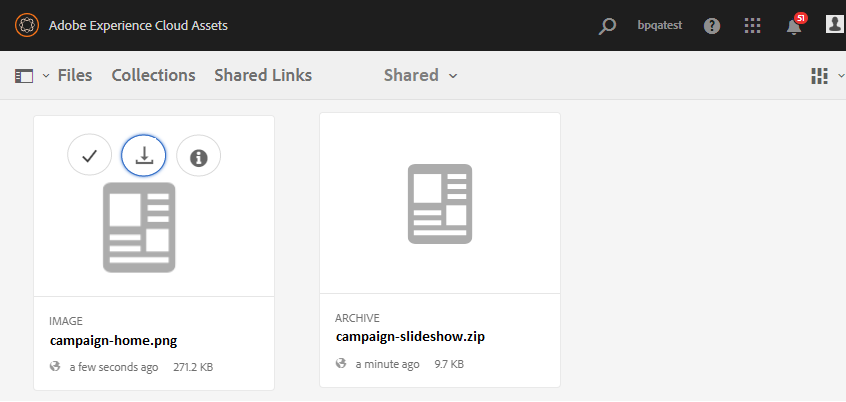 Adobe Experience Cloud Assets
bpqatest
51
Files Collections Shared Links Shared
IMAGE
campaign-home.png
a few seconds ago 271.2 KB
ARCHIVE
campaign-slideshow.zip
a minute ago 9.7 KB